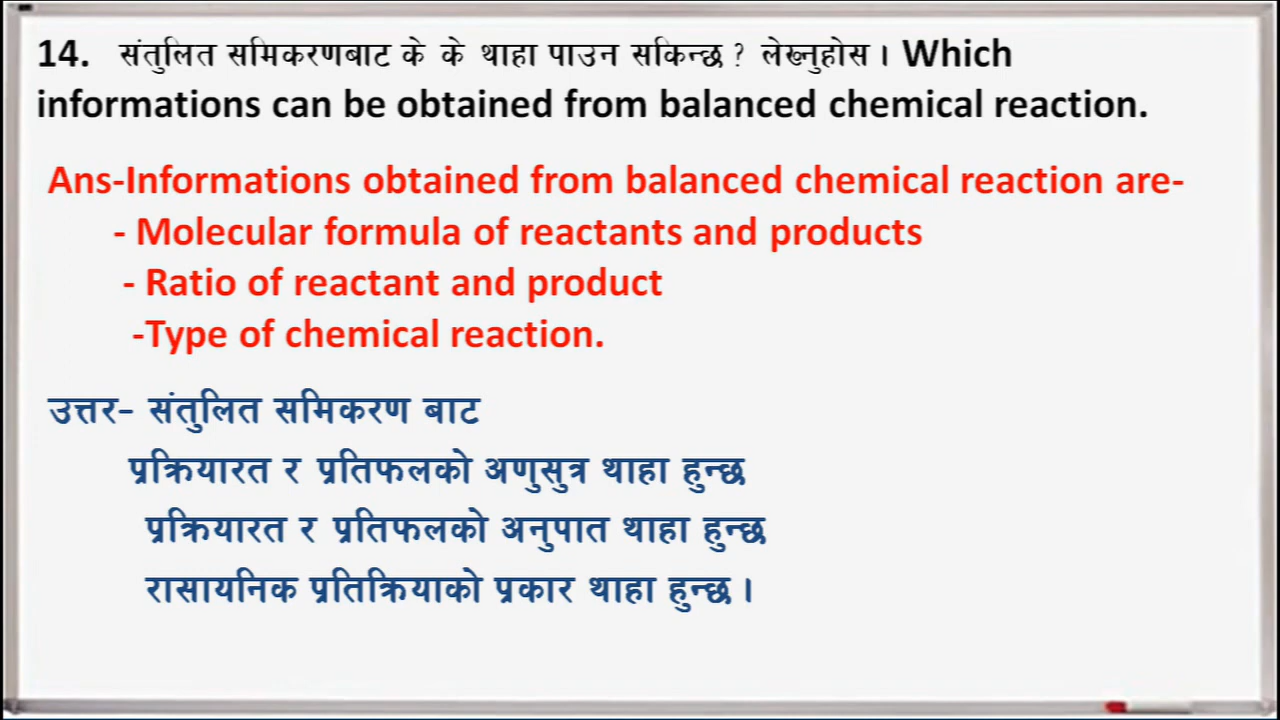 14. संतुलित समिकरणबाट के के थाहा पाउन सकिन्छ ? लेख्नुहोस । Which
informations can be obtained from balanced chemical reaction.
Ans-Informations obtained from balanced chemical reaction are-
- Molecular formula of reactants and products
- Ratio of reactant and product
-Type of chemical reaction.
उत्तर- संतुलित समिकरण बाट
प्रक्रियारत र प्रतिफलको अणुसुत्र थाहा हुन्छ
प्रक्रियारत र प्रतिफलको अनुपात थाहा हुन्छ
रासायनिक प्रतिक्रियाको प्रकार थाहा हुन्छ ।